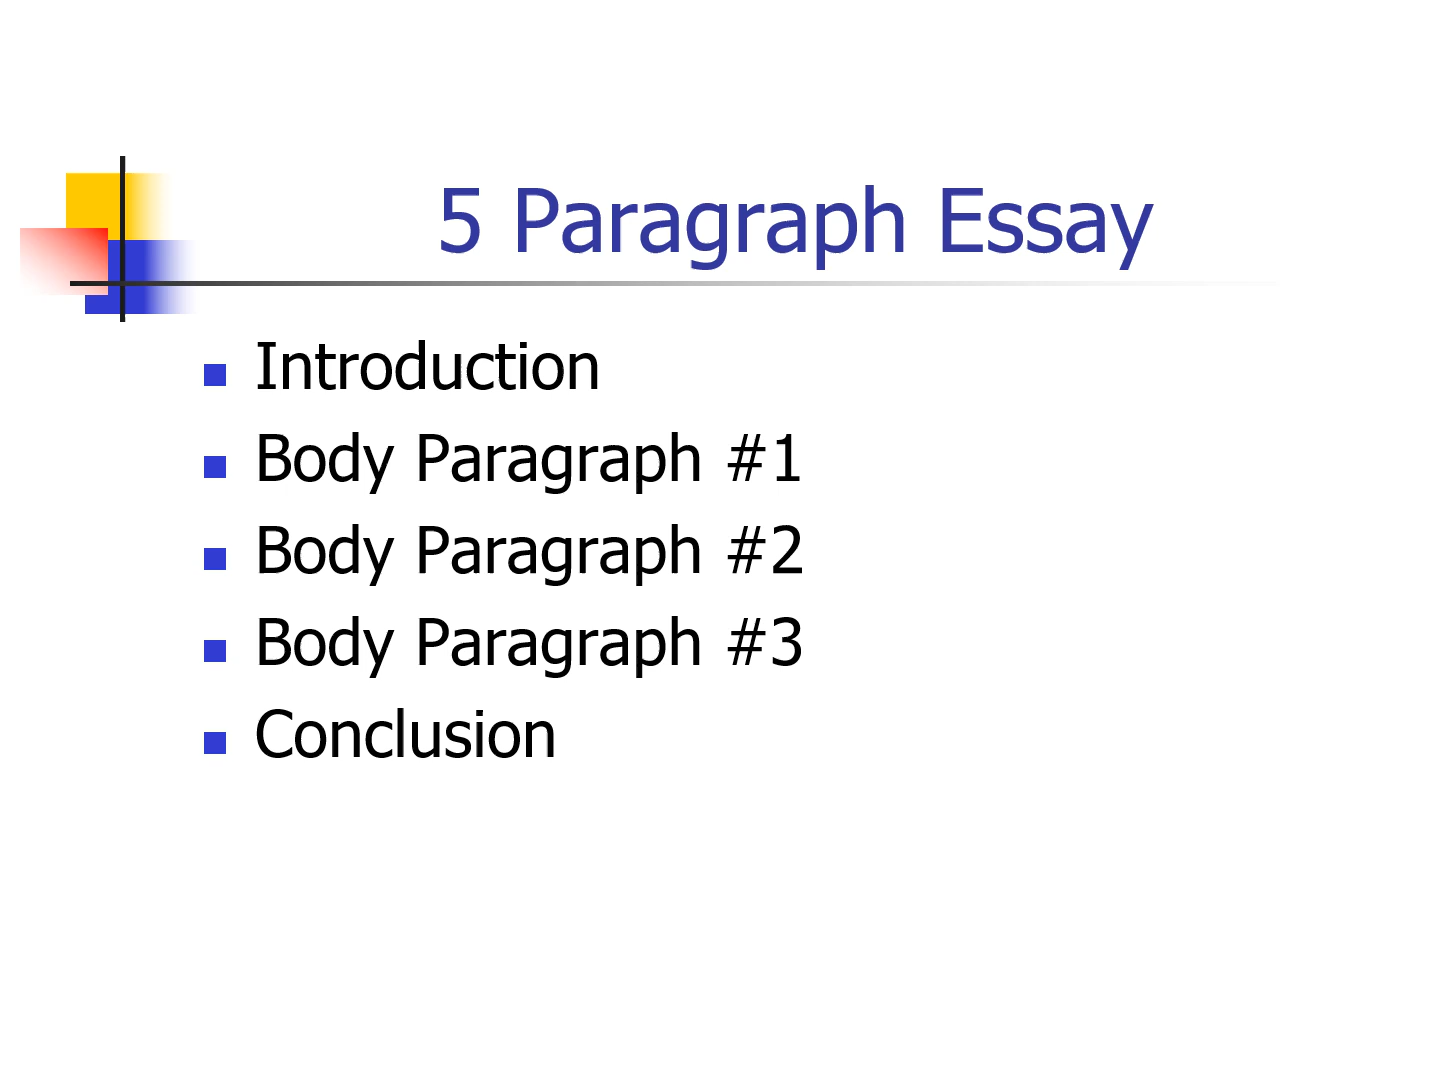 5 Paragraph Essay
Introduction
Body Paragraph #1
Body Paragraph #2
Body Paragraph #3
Conclusion